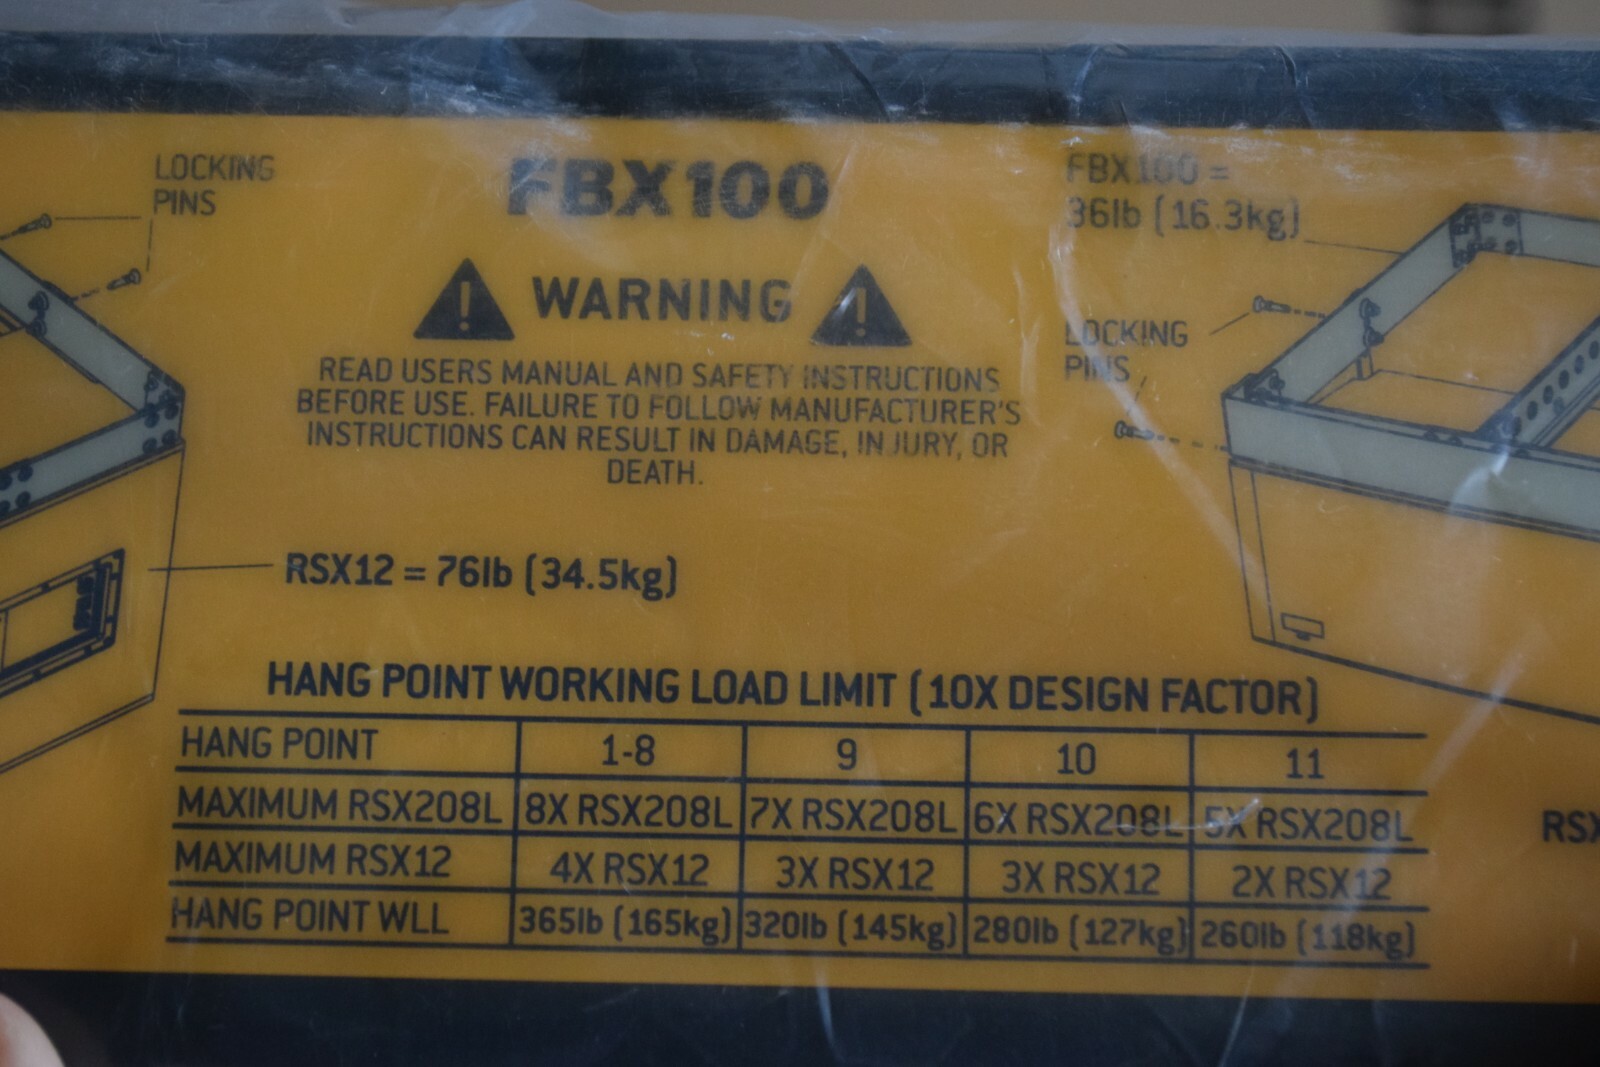 LOCKING
PINS
FBX100
FBX100 =
36lb (16.3kg)
WARNING
LOCKING
PINS
READ USERS MANUAL AND SAFETY INSTRUCTIONS
BEFORE USE. FAILURE TO FOLLOW MANUFACTURER'S
INSTRUCTIONS CAN RESULT IN DAMAGE, INJURY, OR
DEATH.
RSX12 = 76lb (34.5kg)
HANG POINT WORKING LOAD LIMIT (10X DESIGN FACTOR)
HANG POINT 1-8 9 10 11
MAXIMUM RSX208L 8X RSX208L 7X RSX208L 6X RSX208L 5X RSX208L
MAXIMUM RSX12 4X RSX12 3X RSX12 3X RSX12 2X RSX12
HANG POINT WLL 365lb (165kg) 320lb (145kg) 280lb (127kg) 260lb (118kg)
RSX